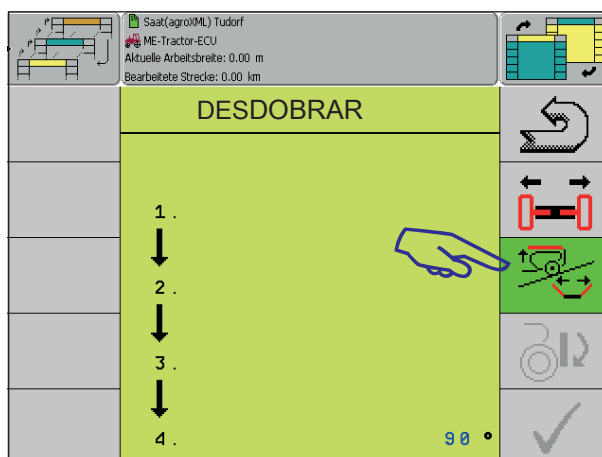 Saat(agroXML) Tudorf
ME-Tractor-ECU
Aktuelle Arbeitsbreite: 0.00 m
Bearbeitete Strecke: 0.00 km
DESDOBRAR
1.
2.
3.
4. 90 °